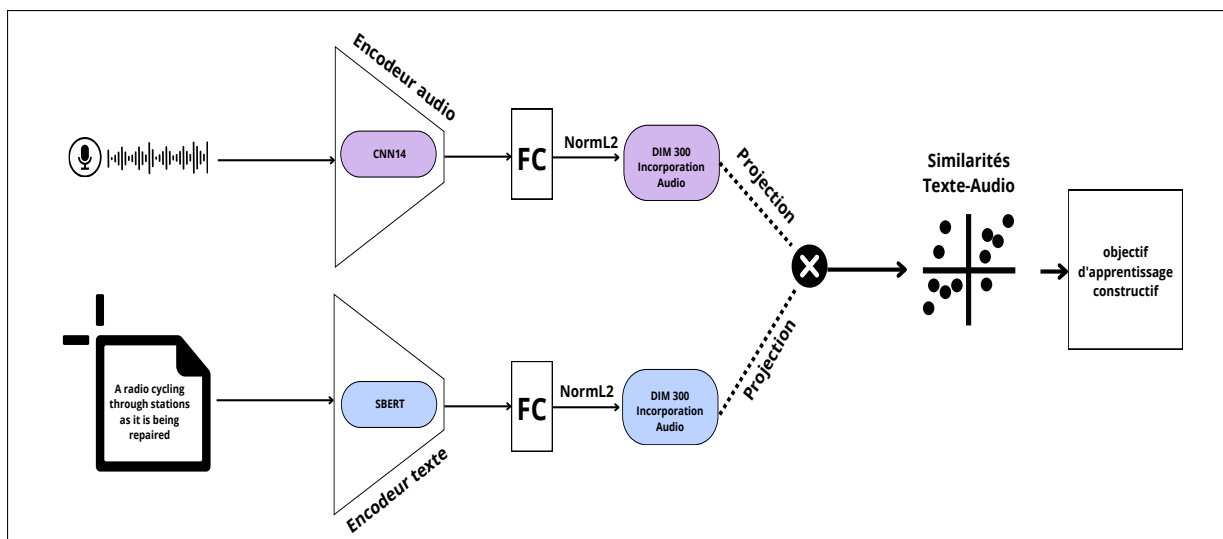 Encodeur audio
CNN14
FC
NormL2
DIM 300
Incorporation
Audio
Projection
Similarités
Texte-Audio
objectif
d'apprentissage
constructif
A radio cycling
through stations
as it is being
repaired
Encodeur texte
SBERT
FC
NormL2
DIM 300
Incorporation
Audio
Projection